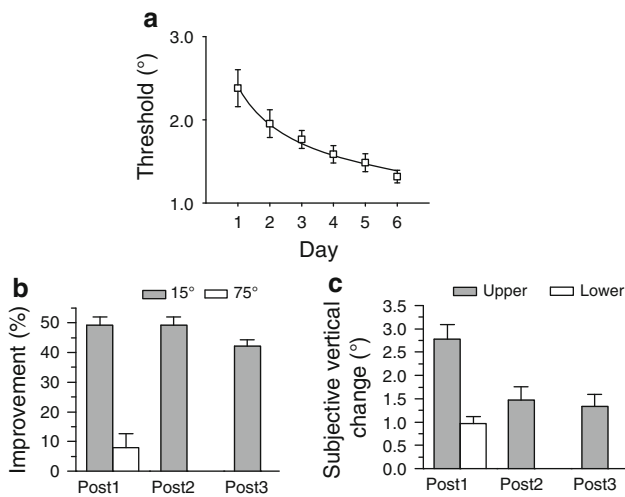 a
3.0
2.0
1.0
Threshold (°)
1 2 3 4 5 6
Day
b
15° 75°
50
40
30
20
10
0
Improvement (%)
Post1 Post2 Post3
c
Upper Lower
3.5
3.0
2.5
2.0
1.5
1.0
0.5
0.0
Subjective vertical
change (°)
Post1 Post2 Post3